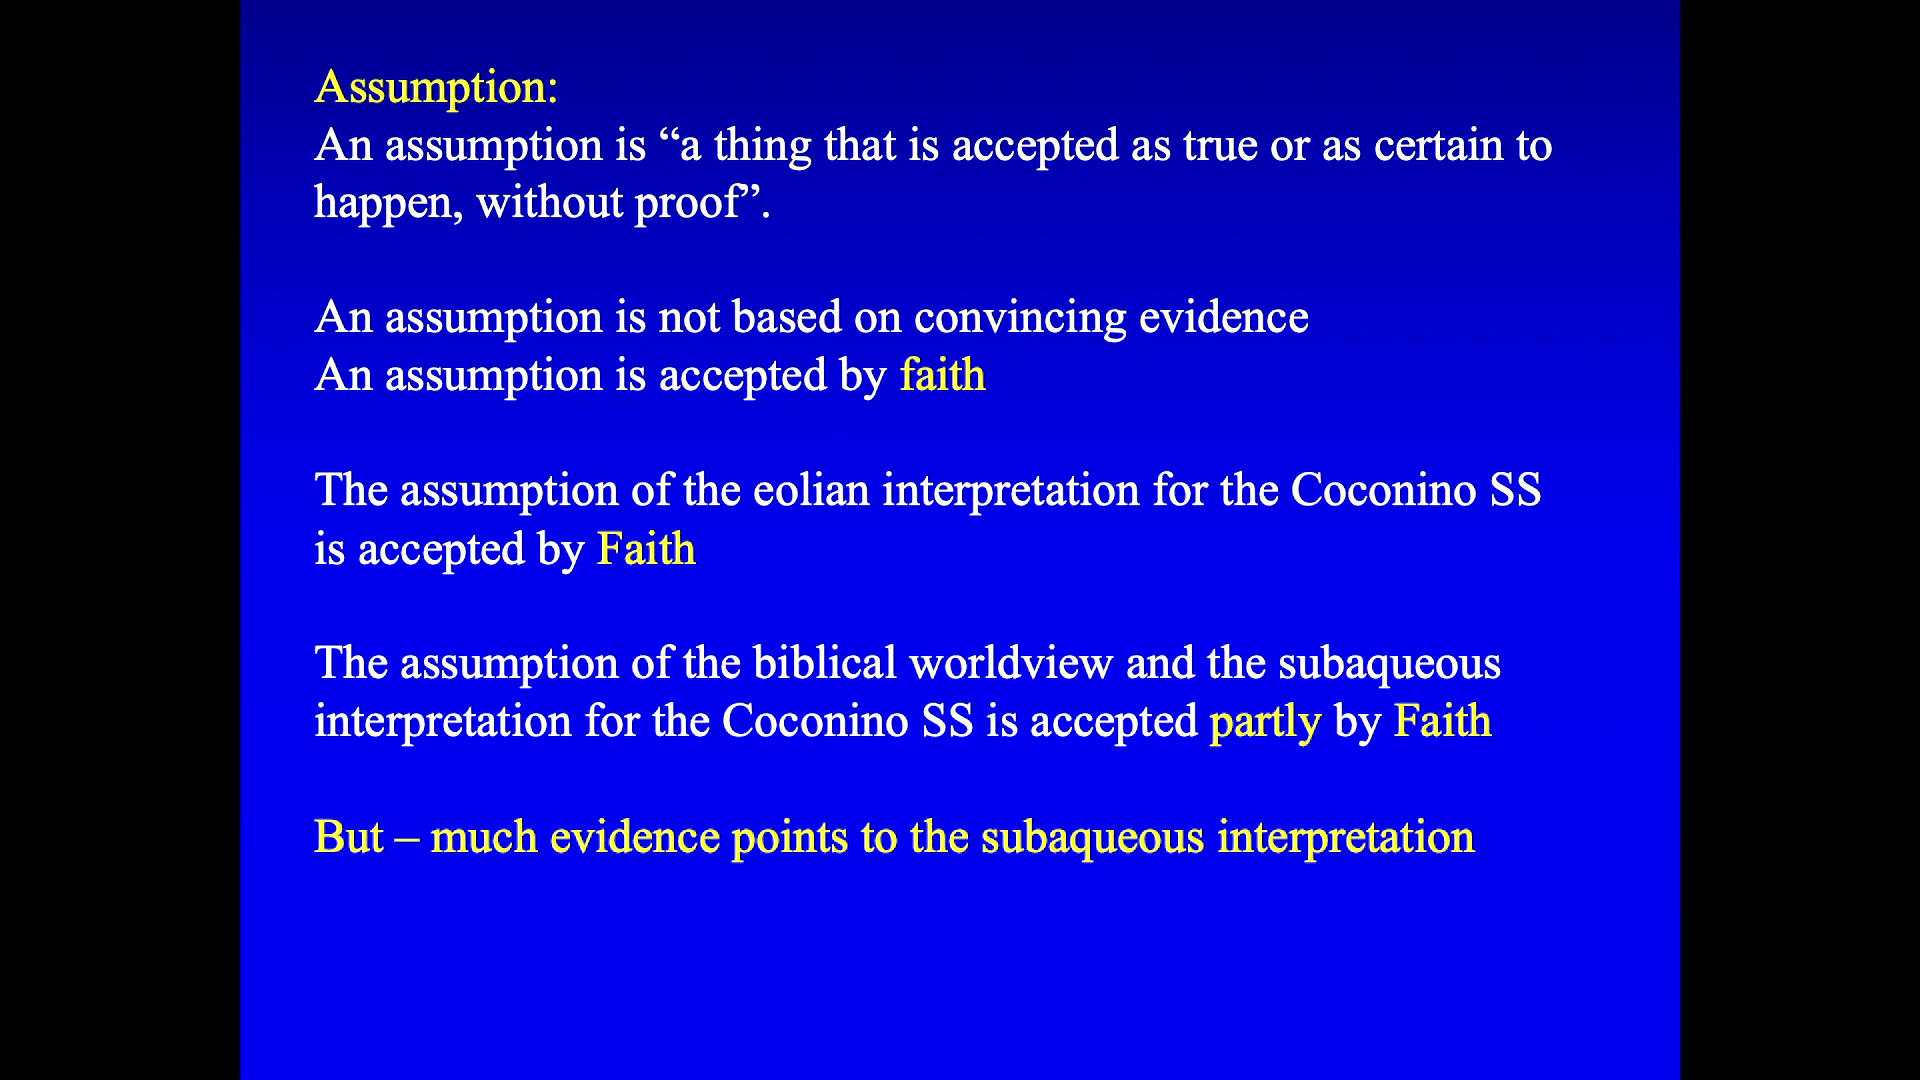 Assumption:
An assumption is “a thing that is accepted as true or as certain to
happen, without proof”.
An assumption is not based on convincing evidence
An assumption is accepted by faith
The assumption of the eolian interpretation for the Coconino SS
is accepted by Faith
The assumption of the biblical worldview and the subaqueous
interpretation for the Coconino SS is accepted partly by Faith
But – much evidence points to the subaqueous interpretation